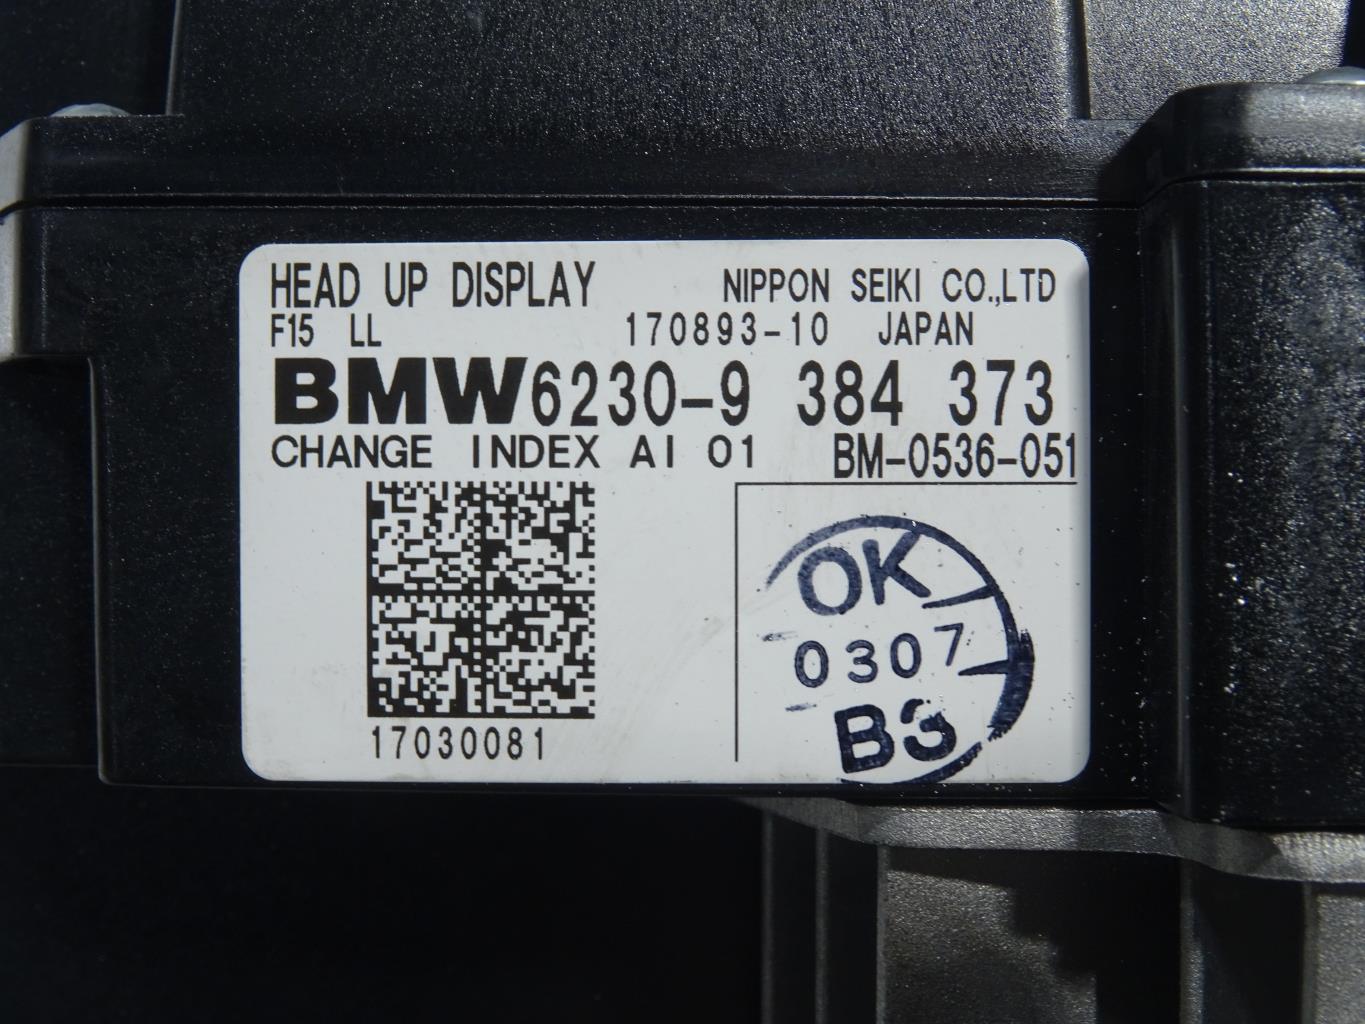 HEAD UP DISPLAY NIPPON SEIKI CO.,LTD
F15 LL 170893-10 JAPAN
BMW6230-9 384 373
CHANGE INDEX AI 01 BM-0536-051
17030081
OK
0307
B3